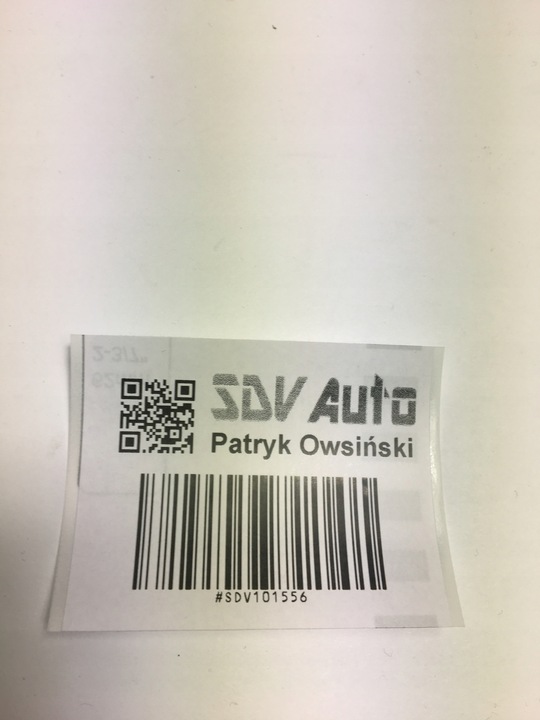 SDV Auto
Patryk Owsiński
#SDV101556